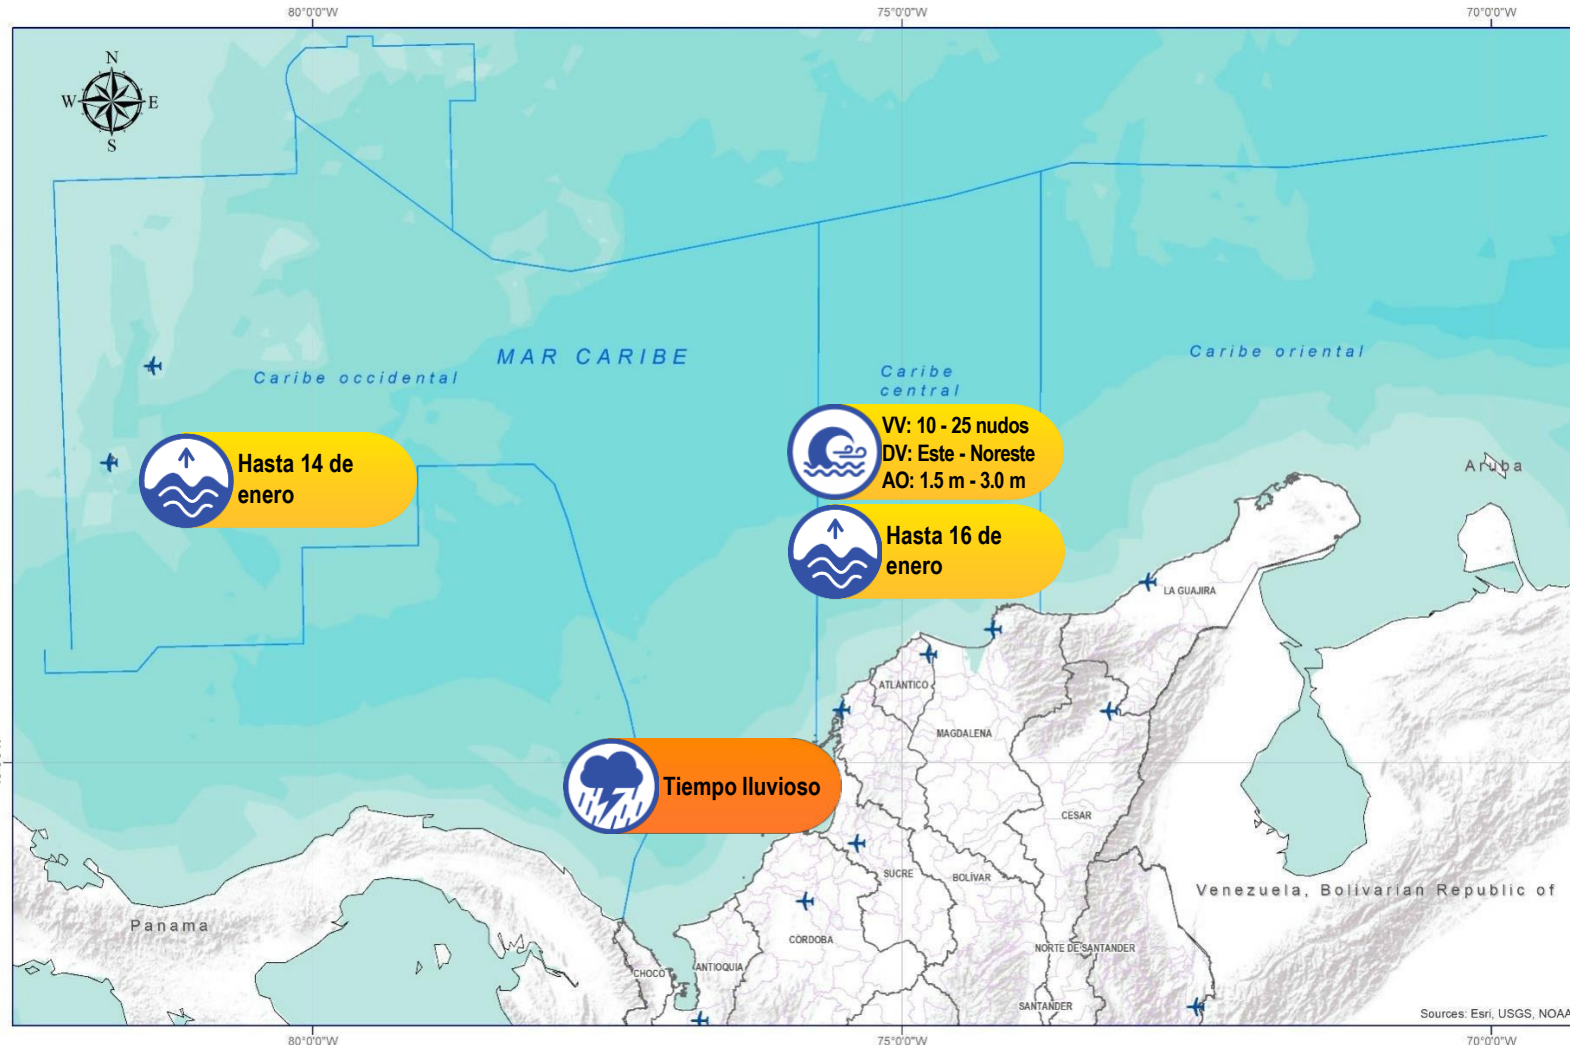 80°0'0"W
75°0'0"W
70°0'0"W
N
W
E
S
MAR CARIBE
Caribe occidental
Caribe
central
Caribe oriental
VV: 10 - 25 nudos
DV: Este - Noreste
AO: 1.5 m - 3.0 m
Hasta 14 de
enero
Hasta 16 de
enero
Aruba
LA GUAJIRA
ATLÁNTICO
MAGDALENA
Tiempo lluvioso
CESAR
SUCRE
BOLÍVAR
Venezuela, Bolivarian Republic of
Panama
CÓRDOBA
NORTE DE SANTANDER
CHOCO
ANTIOQUIA
SANTANDER
Sources: Esri, USGS, NOAA
80°0'0"W
75°0'0"W
70°0'0"W